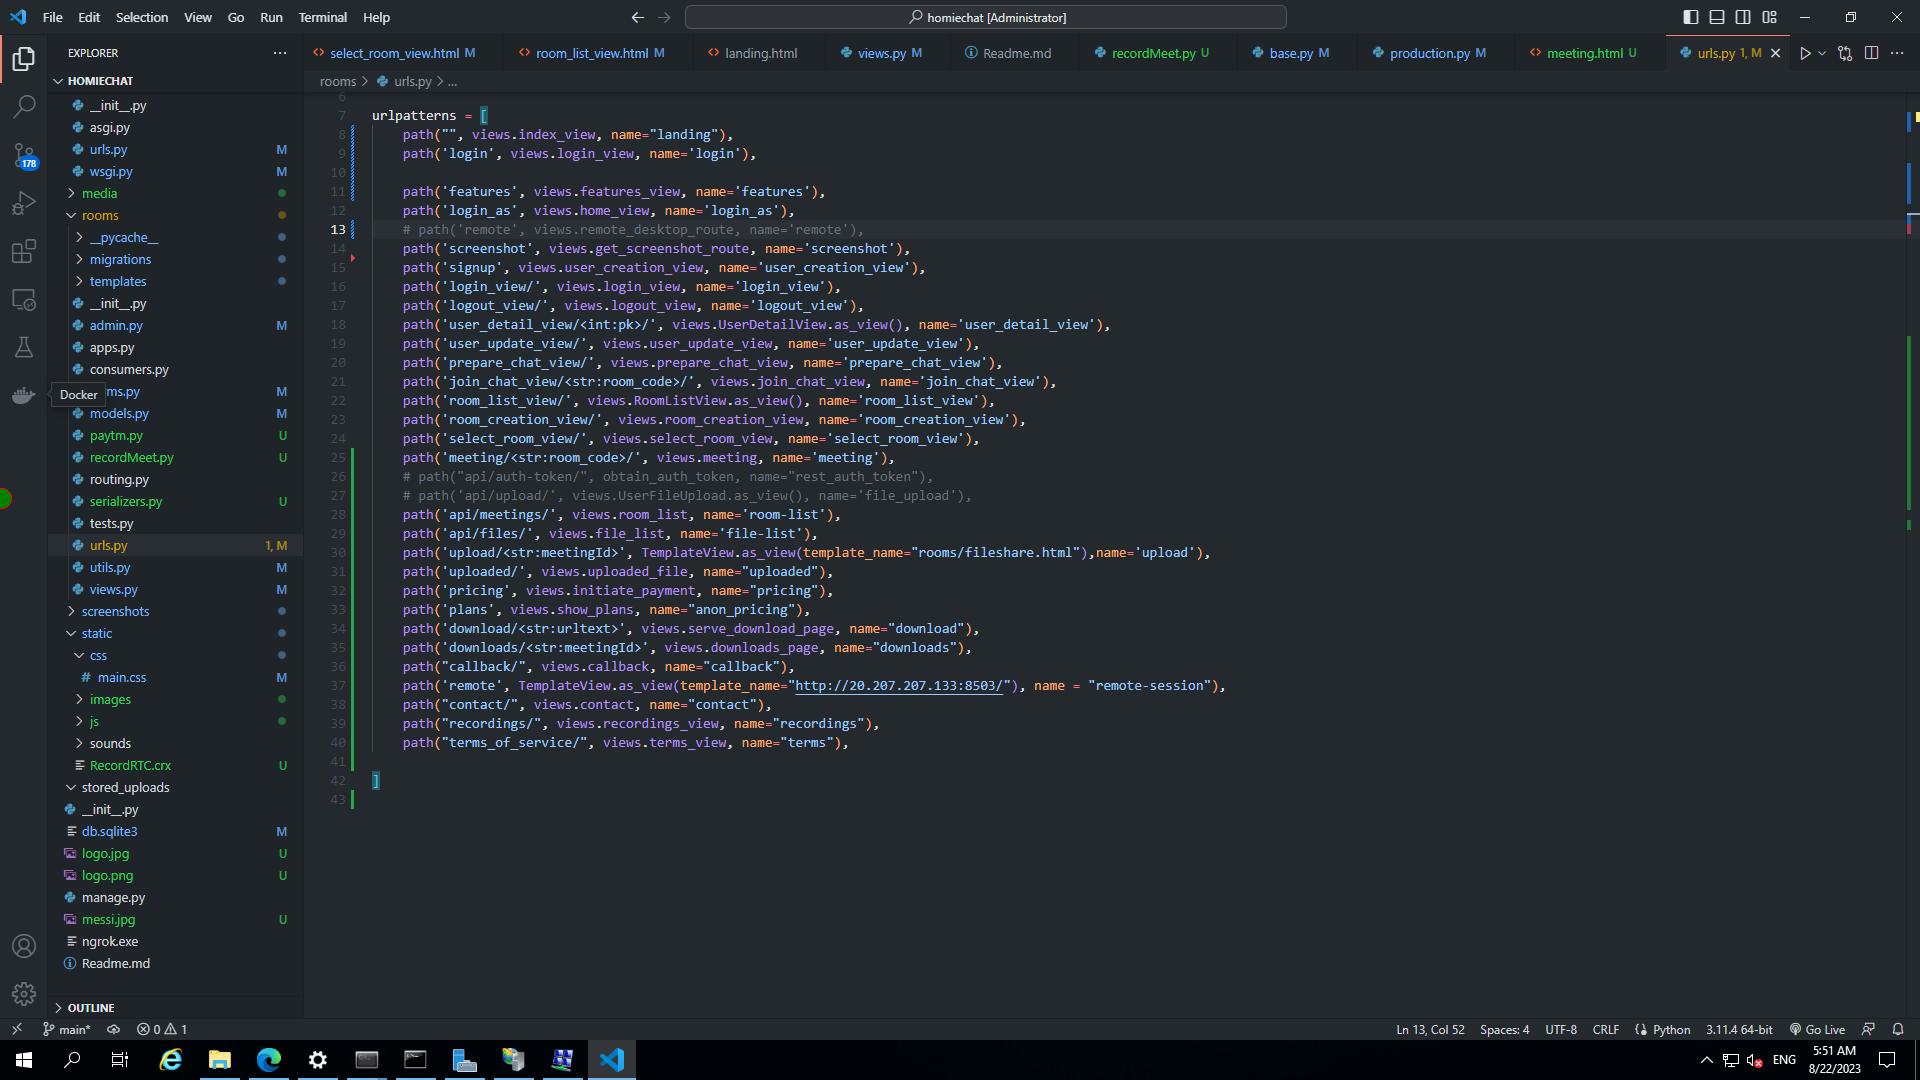 File Edit Selection View Go Run Terminal Help
homiechat [Administrator]
EXPLORER
select_room_view.html M
room_list_view.html M
landing.html
views.py M
Readme.md
recordMeet.py U
base.py M
production.py M
meeting.html U
urls.py 1, M
HOMIECHAT
__init__.py
asgi.py
urls.py M
wsgi.py M
media
rooms
__pycache__
migrations
templates
__init__.py
admin.py M
apps.py
consumers.py
ms.py M
Docker
models.py M
paytm.py U
recordMeet.py U
routing.py
serializers.py U
tests.py
urls.py 1, M
utils.py M
views.py M
screenshots
static
css
# main.css M
images
js
sounds
RecordRTC.crx U
stored_uploads
__init__.py
db.sqlite3 M
logo.jpg U
logo.png U
manage.py
messi.jpg U
ngrok.exe
Readme.md
OUTLINE
178
rooms > urls.py > ...
6
7 urlpatterns = [
8 path("", views.index_view, name="landing"),
9 path('login', views.login_view, name='login'),
10
11 path('features', views.features_view, name='features'),
12 path('login_as', views.home_view, name='login_as'),
13 # path('remote', views.remote_desktop_route, name='remote'),
14 path('screenshot', views.get_screenshot_route, name='screenshot'),
15 path('signup', views.user_creation_view, name='user_creation_view'),
16 path('login_view/', views.login_view, name='login_view'),
17 path('logout_view/', views.logout_view, name='logout_view'),
18 path('user_detail_view/<int:pk>/', views.UserDetailView.as_view(), name='user_detail_view'),
19 path('user_update_view/', views.user_update_view, name='user_update_view'),
20 path('prepare_chat_view/', views.prepare_chat_view, name='prepare_chat_view'),
21 path('join_chat_view/<str:room_code>/', views.join_chat_view, name='join_chat_view'),
22 path('room_list_view/', views.RoomListView.as_view(), name='room_list_view'),
23 path('room_creation_view/', views.room_creation_view, name='room_creation_view'),
24 path('select_room_view/', views.select_room_view, name='select_room_view'),
25 path('meeting/<str:room_code>/', views.meeting, name='meeting'),
26 # path("api/auth-token/", obtain_auth_token, name="rest_auth_token"),
27 # path('api/upload/', views.UserFileUpload.as_view(), name='file_upload'),
28 path('api/meetings/', views.room_list, name='room-list'),
29 path('api/files/', views.file_list, name='file-list'),
30 path('upload/<str:meetingId>', TemplateView.as_view(template_name="rooms/fileshare.html"),name='upload'),
31 path('uploaded/', views.uploaded_file, name="uploaded"),
32 path('pricing', views.initiate_payment, name="pricing"),
33 path('plans', views.show_plans, name="anon_pricing"),
34 path('download/<str:urltext>', views.serve_download_page, name="download"),
35 path('downloads/<str:meetingId>', views.downloads_page, name="downloads"),
36 path("callback/", views.callback, name="callback"),
37 path('remote', TemplateView.as_view(template_name="http://20.207.207.133:8503/"), name = "remote-session"),
38 path("contact/", views.contact, name="contact"),
39 path("recordings/", views.recordings_view, name="recordings"),
40 path("terms_of_service/", views.terms_view, name="terms"),
41
42 ]
43
main* 0 1
Ln 13, Col 52 Spaces: 4 UTF-8 CRLF Python 3.11.4 64-bit Go Live
ENG
5:51 AM
8/22/2023